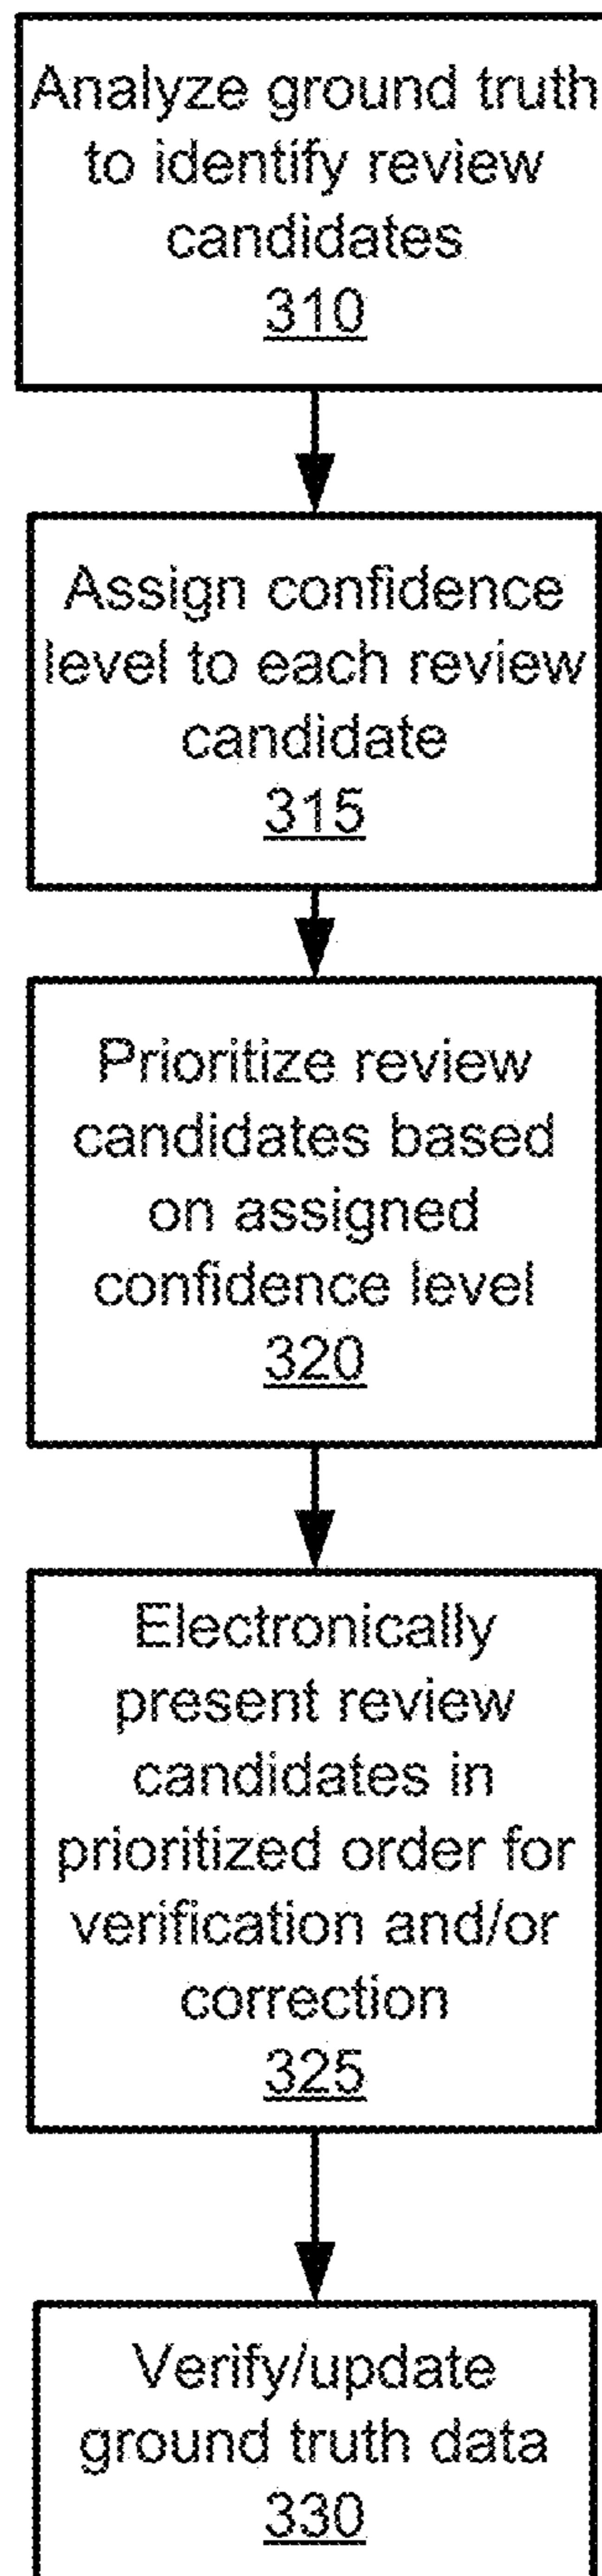 Analyze ground truth
to identify review
candidates
310
Assign confidence
level to each review
candidate
315
Prioritize review
candidates based
on assigned
confidence level
320
Electronically
present review
candidates in
prioritized order for
verification and/or
correction
325
Verify/update
ground truth data
330